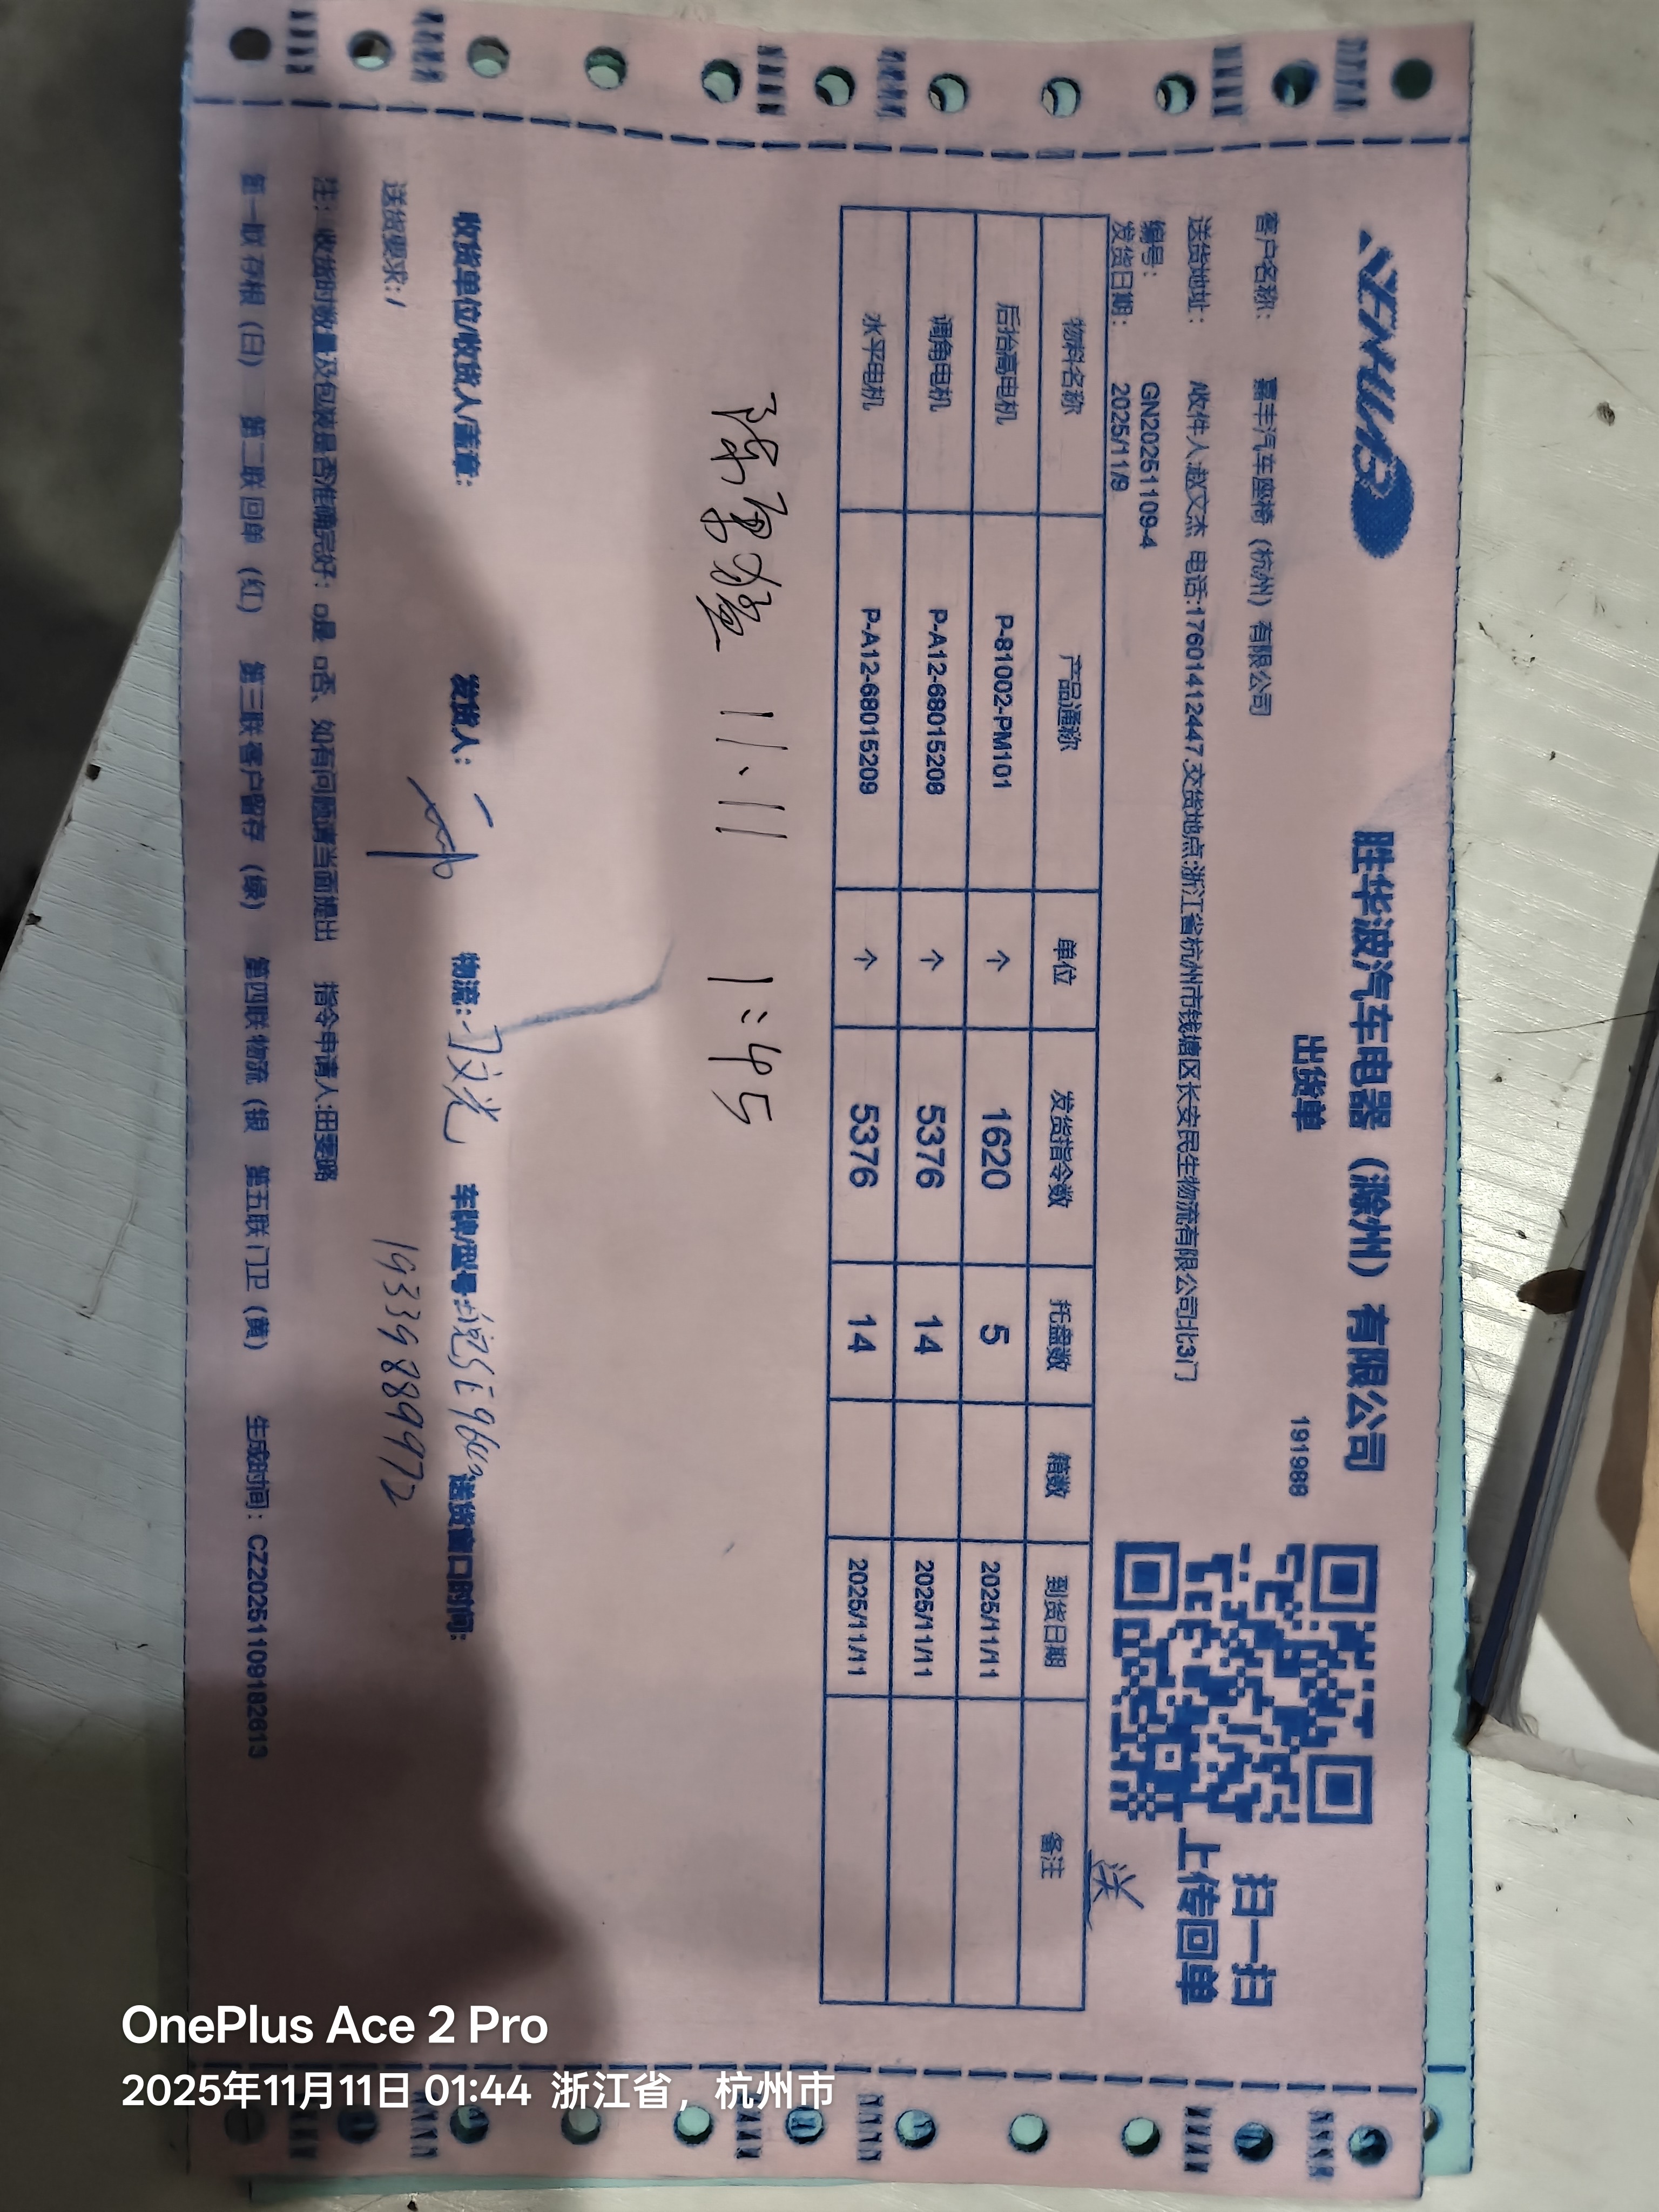 SENHWAB
胜华波汽车电器（滁州）有限公司
出货单
191989
扫一扫
上传回单
客户名称： 嘉丰汽车座椅（杭州）有限公司
送货地址： /收件人:赵文杰 电话:17601412447,交货地点:浙江省杭州市钱塘区长安民生物流有限公司北3门
编号： GN20251109-4
发货日期： 2025/11/9
送
物料名称 产品通称 单位 发货指令数 托盘数 箱数 到货日期 备注
后抬高电机 P-81002-PM101 个 1620 5 2025/11/11
调角电机 P-A12-68015208 个 5376 14 2025/11/11
水平电机 P-A12-68015209 个 5376 14 2025/11/11
11.11 1:45
收货单位/收货人/盖章： 发货人： 物流： 车牌/型号： 送货窗口时间：
19339889972
送货要求：/
注：收货时数量及包装是否准确完好：□是 □否、如有问题请当面提出 指令申请人:田雯璐
第一联 存根（白） 第二联 回单（红） 第三联 客户留存（绿） 第四联 物流（银 第五联 门卫（黄） 生成时间：CZ20251109182613
OnePlus Ace 2 Pro
2025年11月11日 01:44 浙江省，杭州市